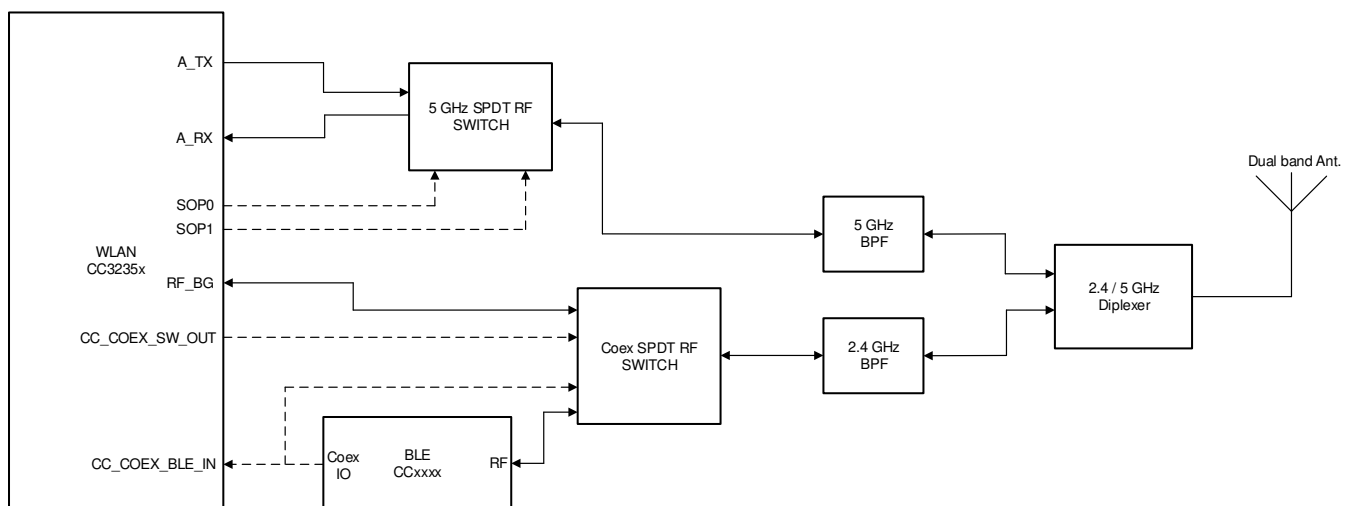 A_TX
A_RX
SOP0
SOP1
WLAN
CC3235x
RF_BG
CC_COEX_SW_OUT
CC_COEX_BLE_IN
5 GHz SPDT RF
SWITCH
Coex SPDT RF
SWITCH
Coex
IO
BLE
CCxxxx
RF
5 GHz
BPF
2.4 GHz
BPF
2.4 / 5 GHz
Diplexer
Dual band Ant.